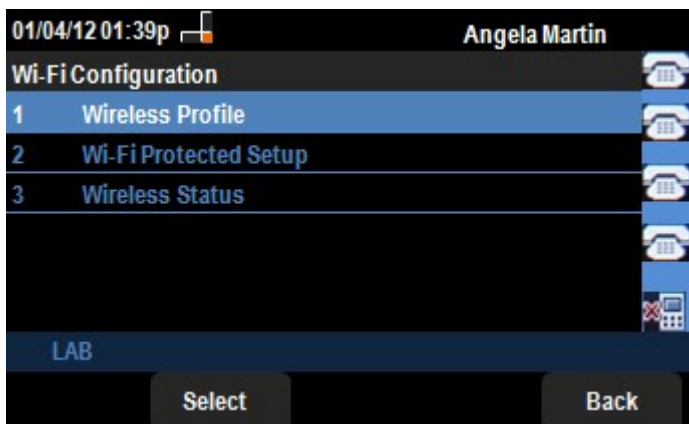 01/04/12 01:39p Angela Martin
Wi-Fi Configuration
1 Wireless Profile
2 Wi-Fi Protected Setup
3 Wireless Status
LAB
Select Back